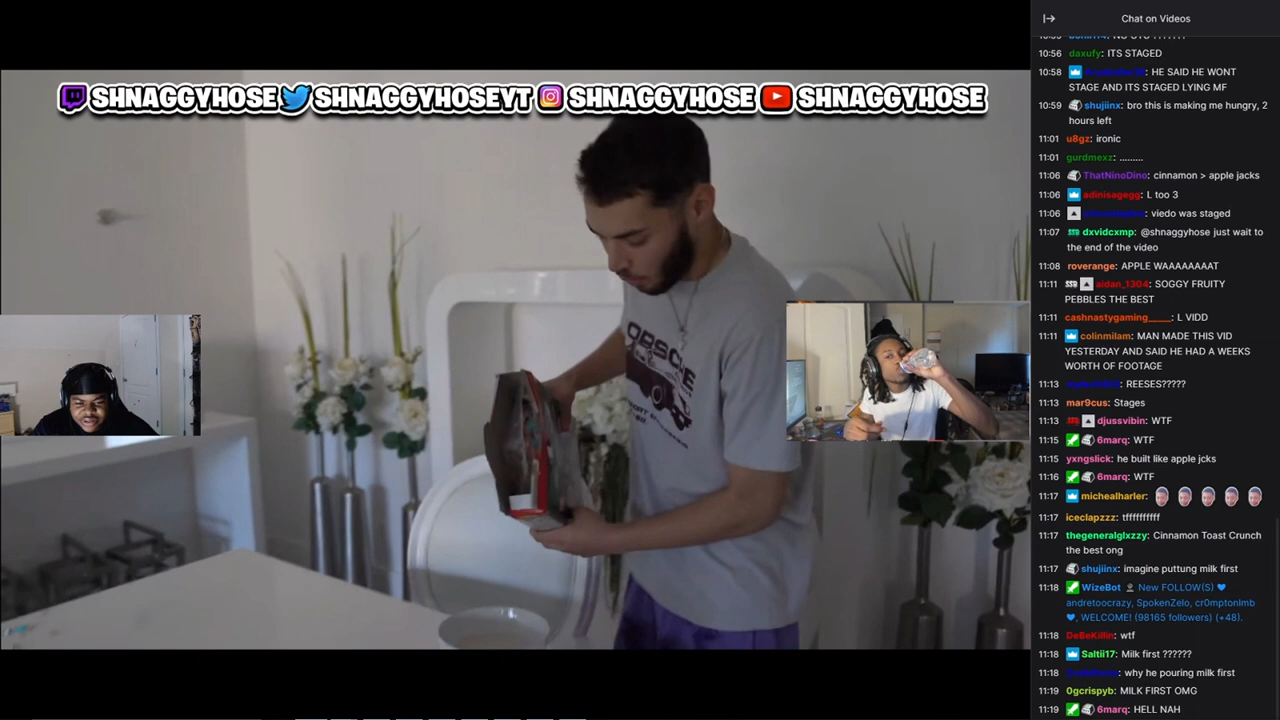 Chat on Videos
SHNAGGYHOSE SHNAGGYHOSEYT SHNAGGYHOSE SHNAGGYHOSE
10:56 daxufy: ITS STAGED
10:58 : HE SAID HE WONT
STAGE AND ITS STAGED LYING MF
10:59 shujiinx: bro this is making me hungry, 2
hours left
11:01 u8gz: ironic
11:01 gurdmexz: .........
11:06 ThatNinoDino: cinnamon > apple jacks
11:06 adinisagegg: L too 3
11:06 : viedo was staged
11:07 dxvidcxmp: @shnaggyhose just wait to
the end of the video
11:08 roverange: APPLE WAAAAAAAT
11:11 aidan_1304: SOGGY FRUITY
PEBBLES THE BEST
11:11 cashnastygaming_____: L VIDD
11:11 colinmilam: MAN MADE THIS VID
YESTERDAY AND SAID HE HAD A WEEKS
WORTH OF FOOTAGE
11:13 : REESES?????
11:13 mar9cus: Stages
11:13 djussvibin: WTF
11:15 6marq: WTF
11:15 yxngslick: he built like apple jcks
11:16 6marq: WTF
11:17 michealharler:
11:17 iceclapzzz: tffffffffff
11:17 thegeneralglxzzy: Cinnamon Toast Crunch
the best ong
11:17 shujiinx: imagine puttung milk first
11:18 WizeBot New FOLLOW(S)
andretoocrazy, SpokenZelo, cr0mptonlmb
, WELCOME! (98165 followers) (+48).
11:18 DeBeKillin: wtf
11:18 Saltii17: Milk first ??????
11:18 : why he pouring milk first
11:19 0gcrispyb: MILK FIRST OMG
11:19 6marq: HELL NAH